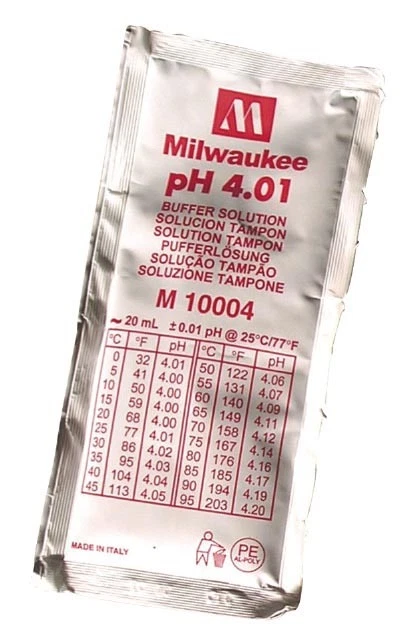 Milwaukee
pH 4.01
BUFFER SOLUTION
SOLUCION TAMPON
SOLUTION TAMPON
PUFFERLÖSUNG
SOLUÇÃO TAMPÃO
SOLUZIONE TAMPONE
M 10004
~ 20 mL ±0.01 pH @ 25°C/77°F
°C °F pH °C °F pH
0 32 4.01 50 122 4.06
5 41 4.00 55 131 4.07
10 50 4.00 60 140 4.09
15 59 4.00 65 149 4.11
20 68 4.00 70 158 4.12
25 77 4.01 75 167 4.14
30 86 4.02 80 176 4.16
35 95 4.03 85 185 4.17
40 104 4.04 90 194 4.19
45 113 4.05 95 203 4.20
MADE IN ITALY
PE
AL-POLY